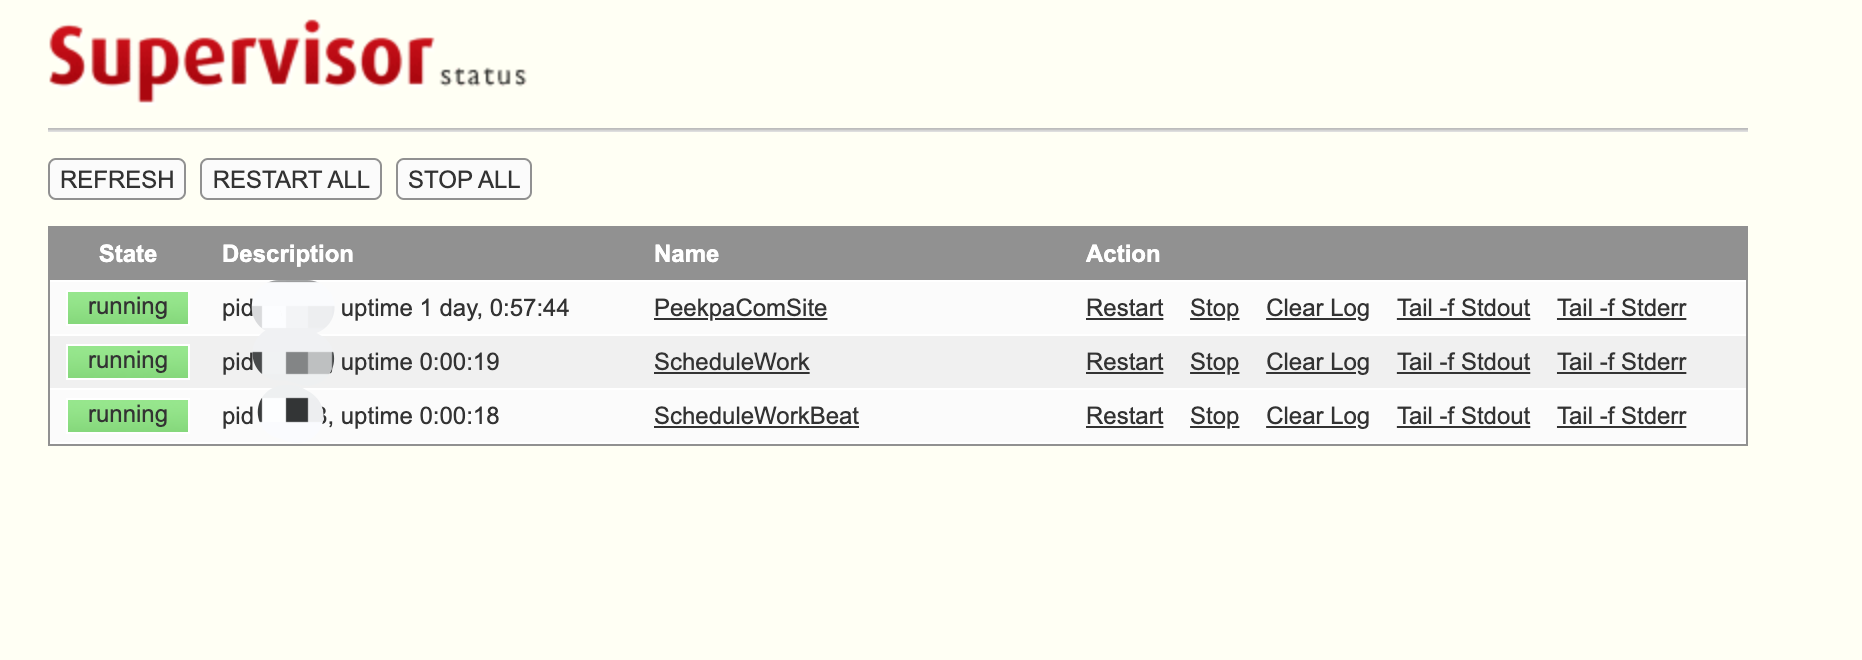 Supervisor status
REFRESH RESTART ALL STOP ALL
State Description Name Action
running pid uptime 1 day, 0:57:44 PeekpaComSite Restart Stop Clear Log Tail -f Stdout Tail -f Stderr
running pid uptime 0:00:19 ScheduleWork Restart Stop Clear Log Tail -f Stdout Tail -f Stderr
running pid , uptime 0:00:18 ScheduleWorkBeat Restart Stop Clear Log Tail -f Stdout Tail -f Stderr